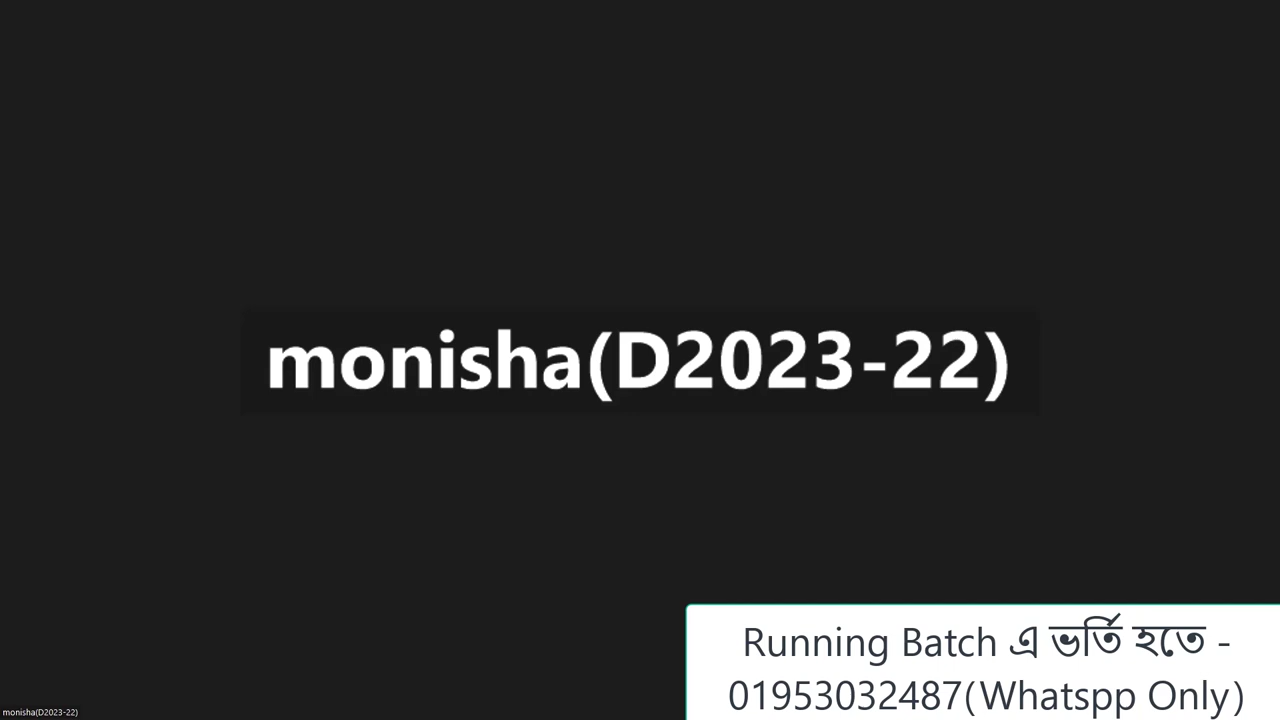 monisha(D2023-22)
Running Batch এ ভর্তি হতে -
01953032487(Whatspp Only)
monisha(D2023-22)